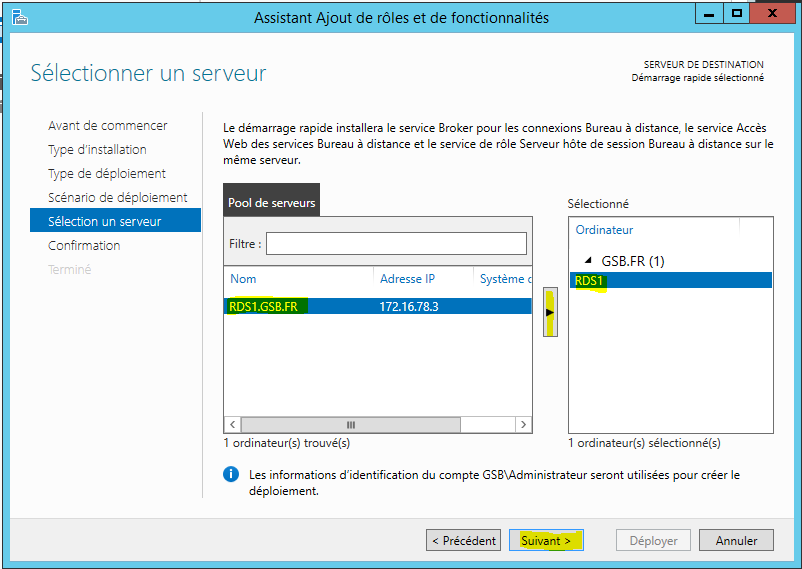 Assistant Ajout de rôles et de fonctionnalités
Sélectionner un serveur
SERVEUR DE DESTINATION
Démarrage rapide sélectionné
Avant de commencer
Type d'installation
Type de déploiement
Scénario de déploiement
Sélection un serveur
Confirmation
Terminé
Le démarrage rapide installera le service Broker pour les connexions Bureau à distance, le service Accès
Web des services Bureau à distance et le service de rôle Serveur hôte de session Bureau à distance sur le
même serveur.
Pool de serveurs
Filtre :
Nom Adresse IP Système
RDS1.GSB.FR 172.16.78.3
1 ordinateur(s) trouvé(s)
Sélectionné
Ordinateur
GSB.FR (1)
RDS1
1 ordinateur(s) sélectionné(s)
Les informations d'identification du compte GSB\Administrateur seront utilisées pour créer le
déploiement.
< Précédent Suivant > Déployer Annuler